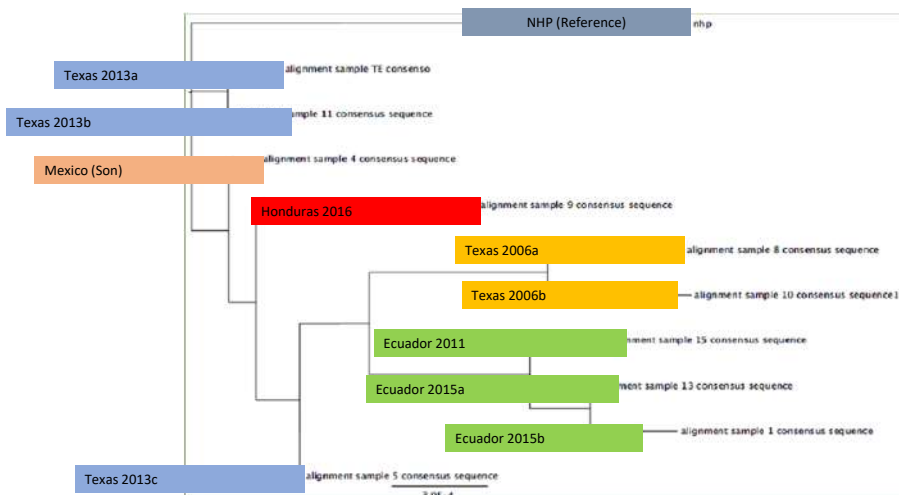 NHP (Reference)
nhp
Texas 2013a
alignment sample TE consenso
Texas 2013b
ample 11 consensus sequence
Mexico (Son)
alignment sample 4 consensus sequence
Honduras 2016
alignment sample 9 consensus sequence
Texas 2006a
alignment sample 8 consensus sequence
Texas 2006b
alignment sample 10 consensus sequence1
Ecuador 2011
nment sample 15 consensus sequence
Ecuador 2015a
ment sample 13 consensus sequence
Ecuador 2015b
alignment sample 1 consensus sequence
Texas 2013c
alignment sample 5 consensus sequence